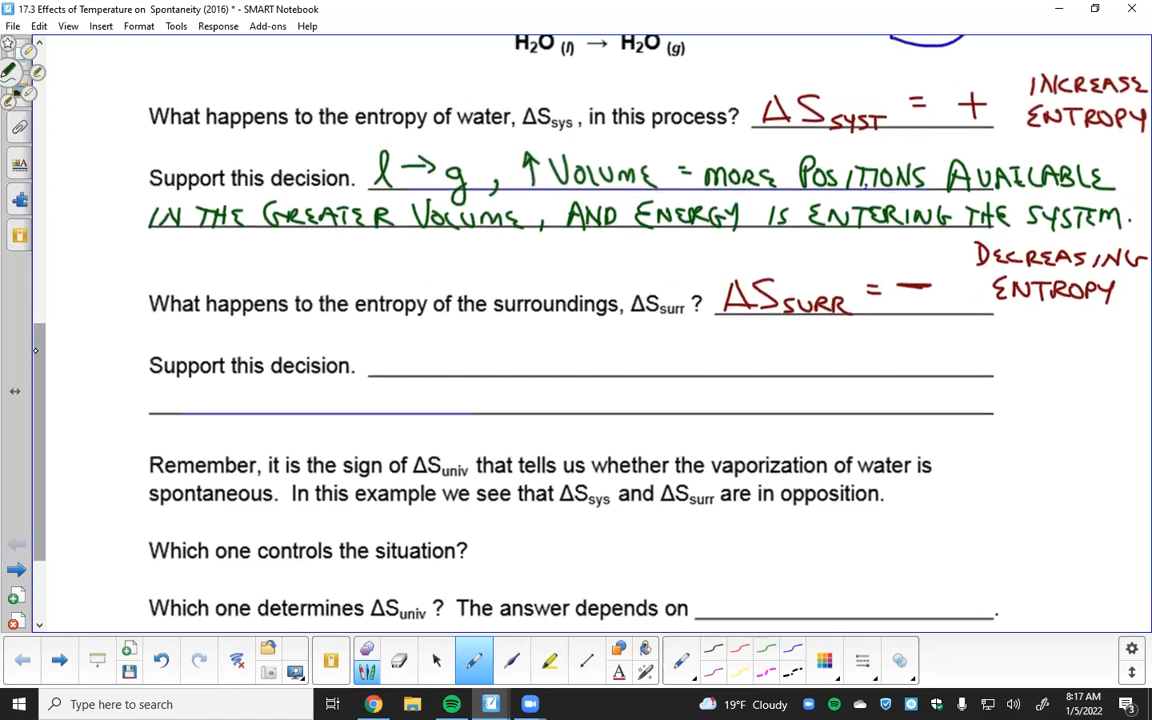 17.3 Effects of Temperature on Spontaneity (2016) * - SMART Notebook
File Edit View Insert Format Tools Response Add-ons Help
H₂O (l) → H₂O (g)
What happens to the entropy of water, ΔSsys , in this process? ΔS SYST = +
INCREASE
ENTROPY
Support this decision. l → g , ↑ VOLUME = MORE POSITIONS AVAILABLE
IN THE GREATER VOLUME, AND ENERGY IS ENTERING THE SYSTEM.
What happens to the entropy of the surroundings, ΔSsurr ? ΔS SURR = -
DECREASING
ENTROPY
Support this decision.
Remember, it is the sign of ΔSuniv that tells us whether the vaporization of water is
spontaneous. In this example we see that ΔSsys and ΔSsurr are in opposition.
Which one controls the situation?
Which one determines ΔSuniv ? The answer depends on .
Type here to search
19°F Cloudy
8:17 AM
1/5/2022
3